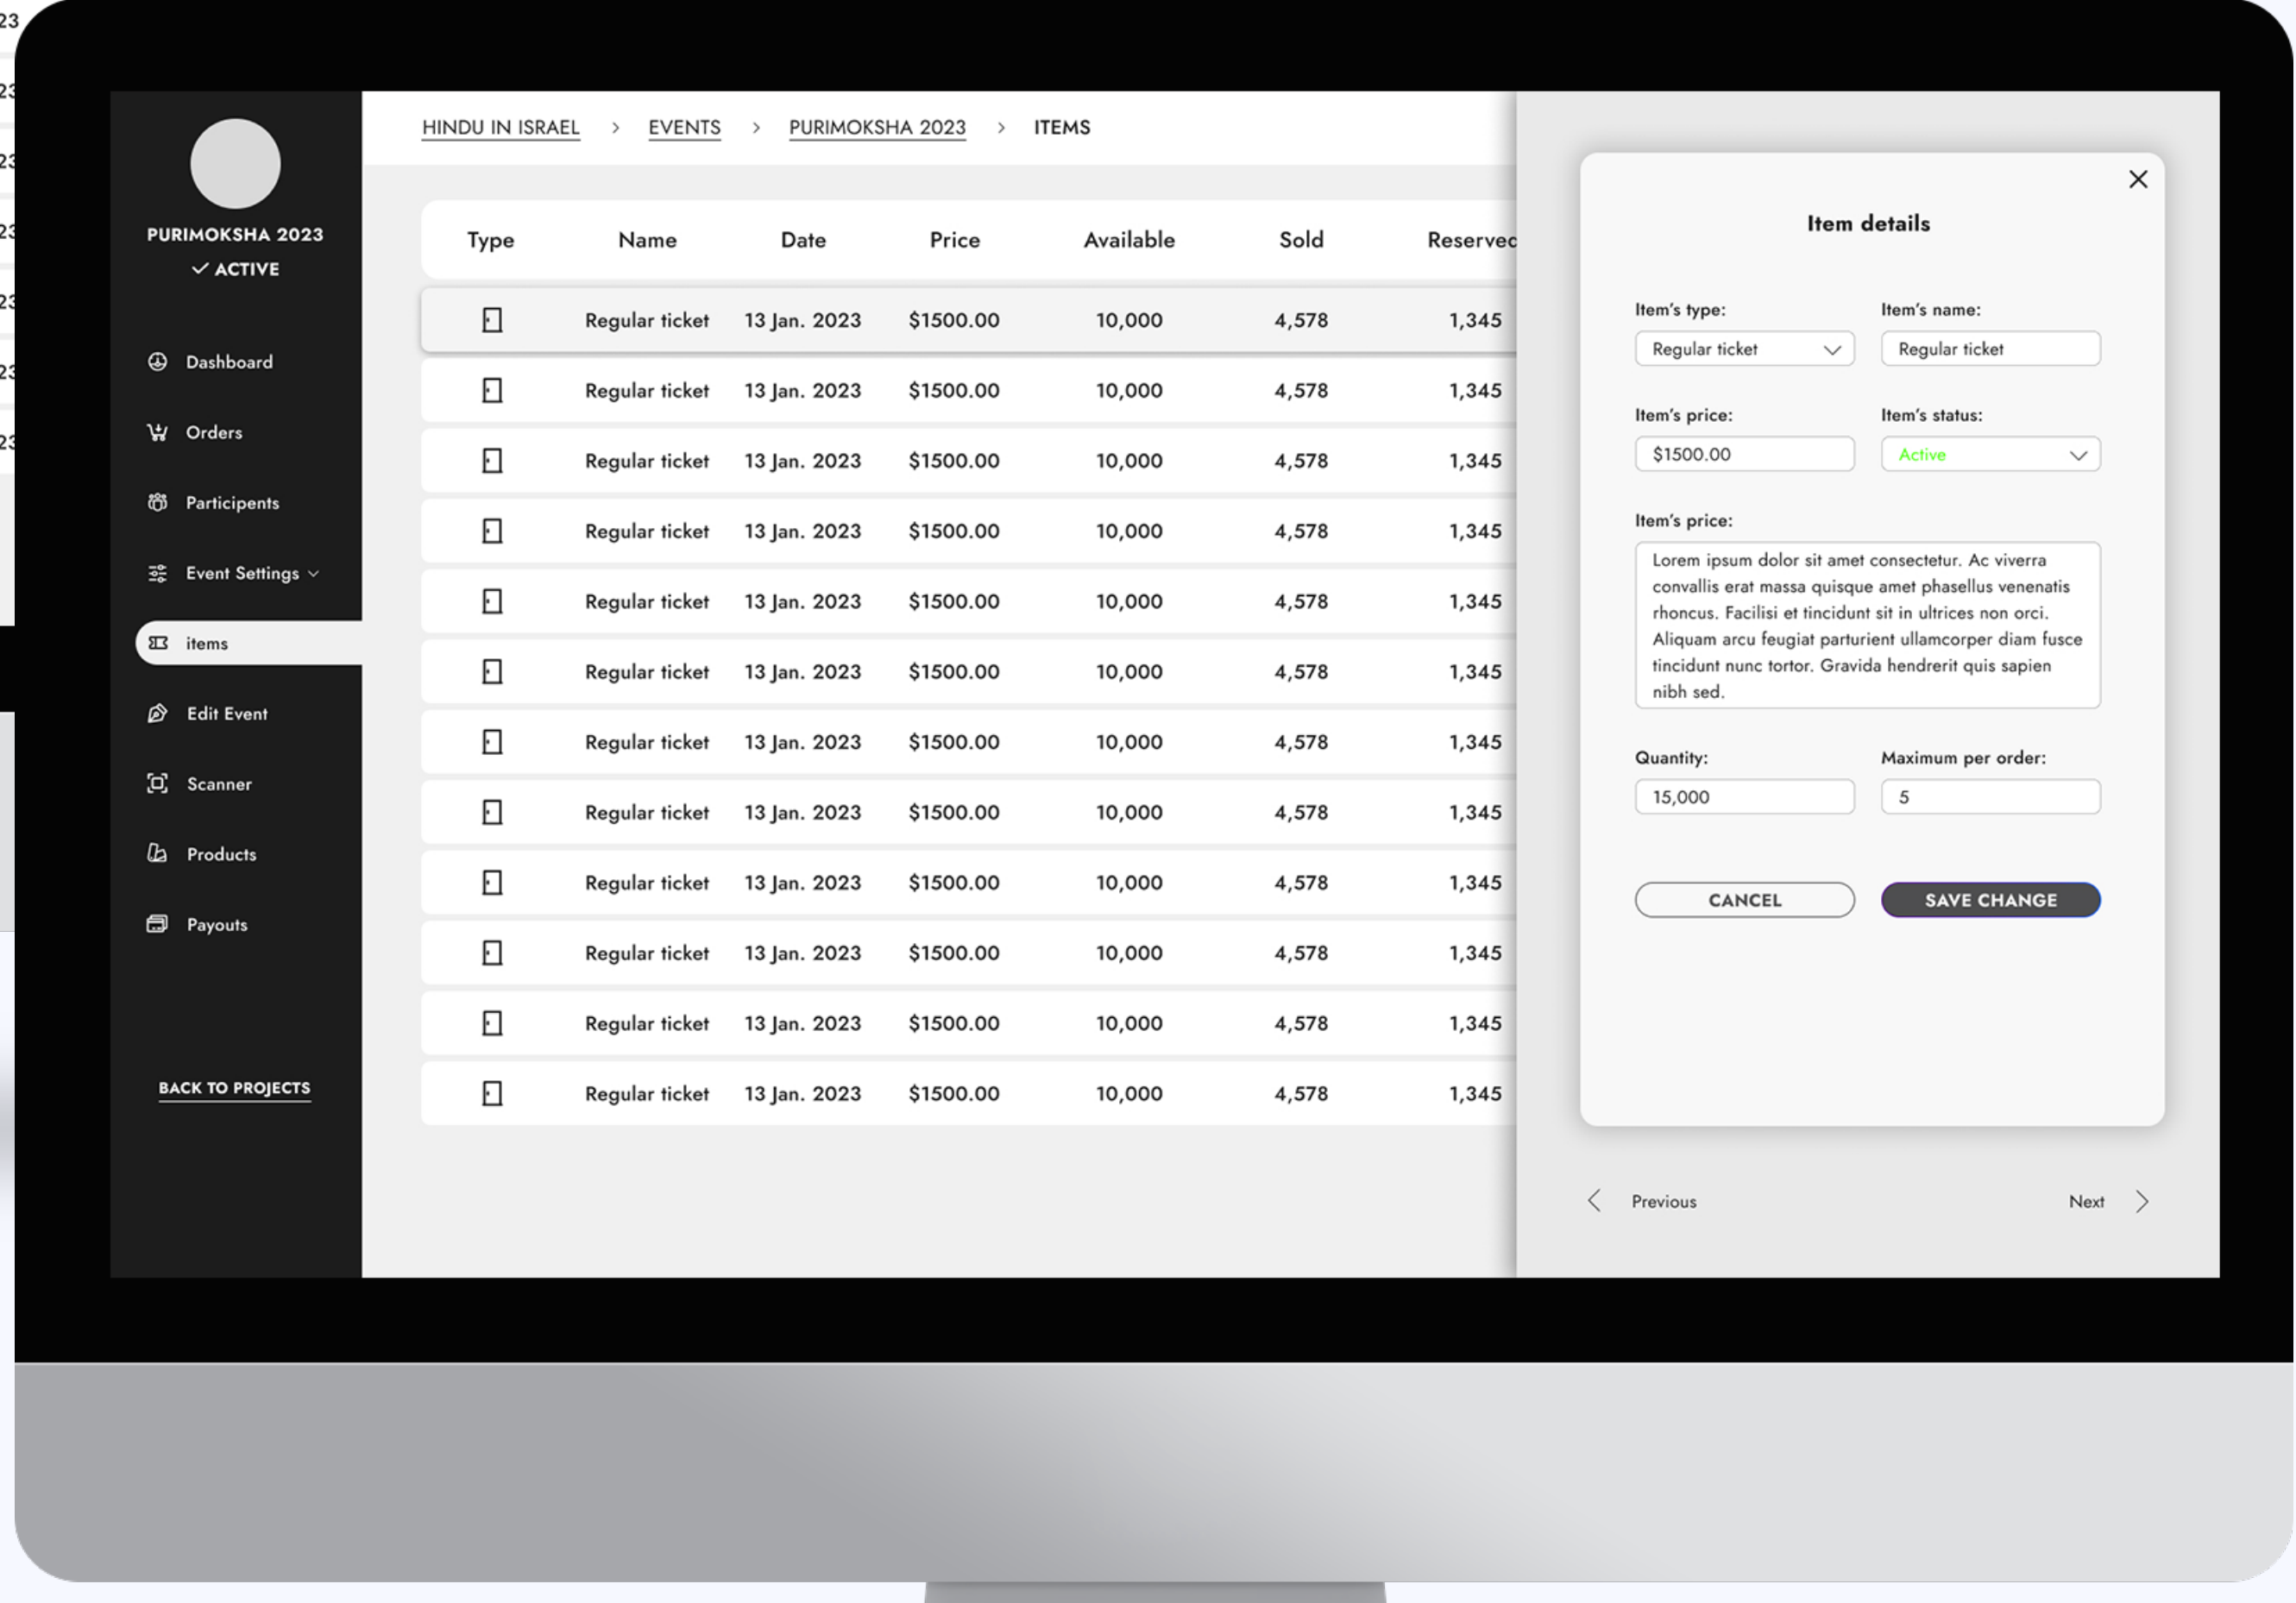 23
23
23
23
23
23
23
PURIMOKSHA 2023
ACTIVE
Dashboard
Orders
Participents
Event Settings
items
Edit Event
Scanner
Products
Payouts
BACK TO PROJECTS
HINDU IN ISRAEL > EVENTS > PURIMOKSHA 2023 > ITEMS
Type Name Date Price Available Sold Reserved
Regular ticket 13 Jan. 2023 $1500.00 10,000 4,578 1,345
Regular ticket 13 Jan. 2023 $1500.00 10,000 4,578 1,345
Regular ticket 13 Jan. 2023 $1500.00 10,000 4,578 1,345
Regular ticket 13 Jan. 2023 $1500.00 10,000 4,578 1,345
Regular ticket 13 Jan. 2023 $1500.00 10,000 4,578 1,345
Regular ticket 13 Jan. 2023 $1500.00 10,000 4,578 1,345
Regular ticket 13 Jan. 2023 $1500.00 10,000 4,578 1,345
Regular ticket 13 Jan. 2023 $1500.00 10,000 4,578 1,345
Regular ticket 13 Jan. 2023 $1500.00 10,000 4,578 1,345
Regular ticket 13 Jan. 2023 $1500.00 10,000 4,578 1,345
Regular ticket 13 Jan. 2023 $1500.00 10,000 4,578 1,345
Regular ticket 13 Jan. 2023 $1500.00 10,000 4,578 1,345
Item details
Item's type: Item's name:
Regular ticket Regular ticket
Item's price: Item's status:
$1500.00 Active
Item's price:
Lorem ipsum dolor sit amet consectetur. Ac viverra
convallis erat massa quisque amet phasellus venenatis
rhoncus. Facilisi et tincidunt sit in ultrices non orci.
Aliquam arcu feugiat parturient ullamcorper diam fusce
tincidunt nunc tortor. Gravida hendrerit quis sapien
nibh sed.
Quantity: Maximum per order:
15,000 5
CANCEL SAVE CHANGE
Previous Next